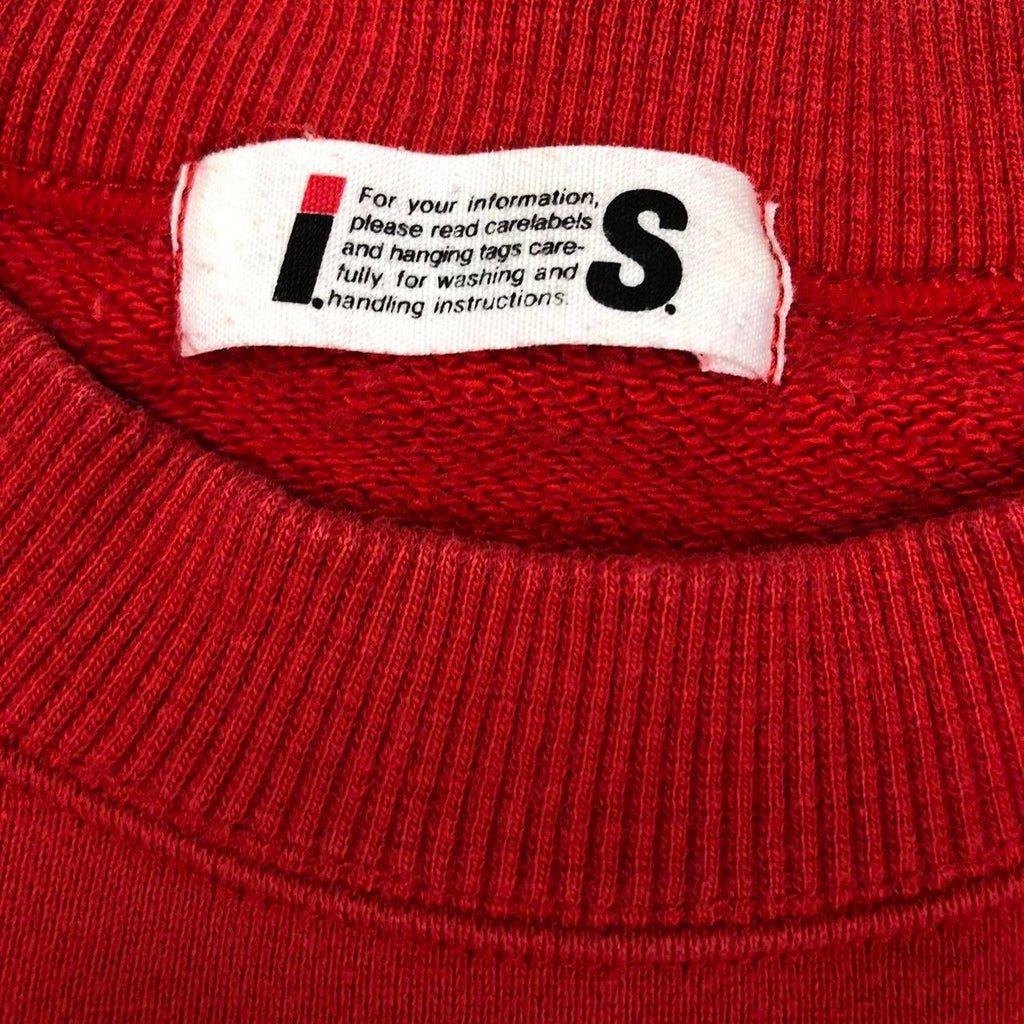 I. S.
For your information,
please read carelabels
and hanging tags care-
fully for washing and
handling instructions.